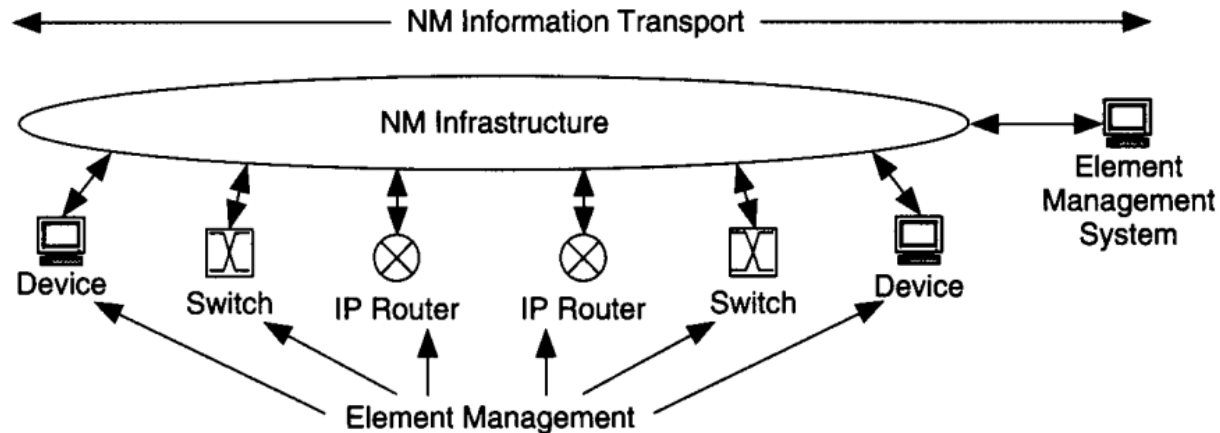 NM Information Transport
NM Infrastructure
Element
Management
System
Device
Switch
IP Router
IP Router
Switch
Device
Element Management